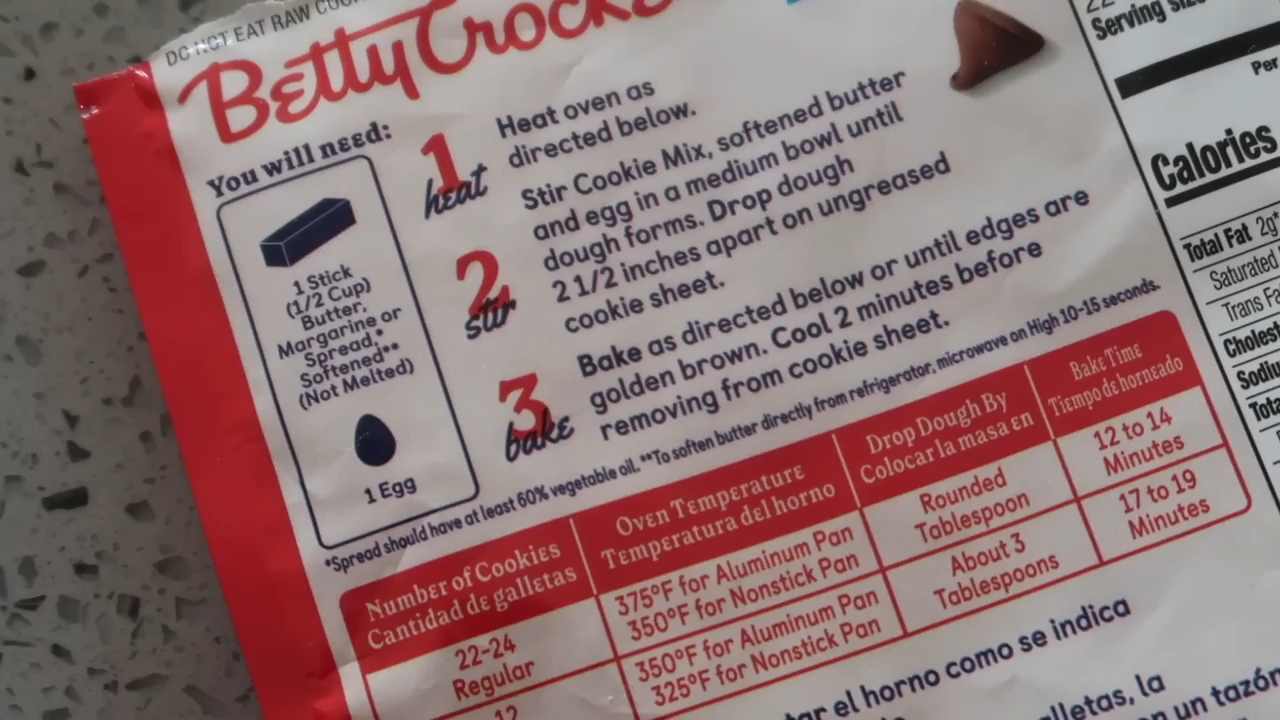 DO NOT EAT RAW
Betty
You will need:
1 Stick
(1/2 Cup)
Butter,
Margarine or
Spread,*
Softened**
(Not Melted)
1 Egg
1
heat
Heat oven as
directed below.
2
stir
Stir Cookie Mix, softened butter
and egg in a medium bowl until
dough forms. Drop dough
2 1/2 inches apart on ungreased
cookie sheet.
3
bake
Bake as directed below or until edges are
golden brown. Cool 2 minutes before
removing from cookie sheet.
*Spread should have at least 60% vegetable oil. **To soften butter directly from refrigerator, microwave on High 10-15 seconds.
Number of Cookies
Cantidad de galletas
Oven Temperature
Temperatura del horno
Drop Dough By
Colocar la masa en
Bake Time
Tiempo de horneado
22-24
Regular
375°F for Aluminum Pan
350°F for Nonstick Pan
Rounded
Tablespoon
12 to 14
Minutes
12
350°F for Aluminum Pan
325°F for Nonstick Pan
About 3
Tablespoons
17 to 19
Minutes
el horno como se indica
la
un tazón
22
Serving
Per
Calories
Total Fat 2g
Saturated
Trans